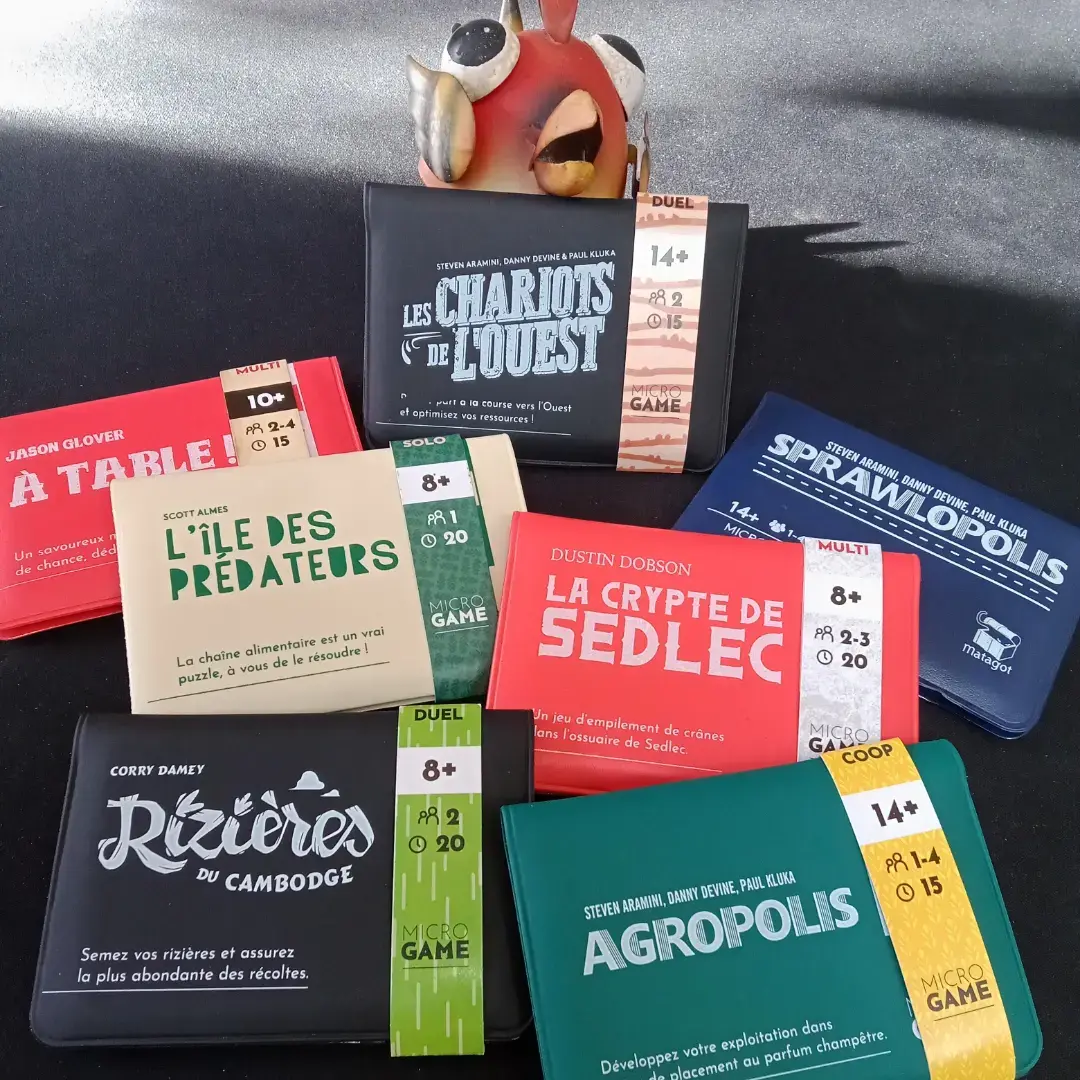 STEVEN ARAMINI, DANNY DEVINE & PAUL KLUKA
LES CHARIOTS
DE L'OUEST
part à la course vers l'Ouest
et optimisez vos ressources !
DUEL
14+
2
15
MICRO
GAME
JASON GLOVER
À TABLE !
Un savoureux
de chance,
MULTI
10+
2-4
15
SCOTT ALMES
L'ÎLE DES
PRÉDATEURS
La chaîne alimentaire est un vrai
puzzle, à vous de le résoudre !
SOLO
8+
1
20
MICRO
GAME
STEVEN ARAMINI, DANNY DEVINE, PAUL KLUKA
SPRAWLOPOLIS
14+
matagot
DUSTIN DOBSON
LA CRYPTE DE
SEDLEC
Un jeu d'empilement de crânes
dans l'ossuaire de Sedlec.
MULTI
8+
2-3
20
MICRO
GAME
CORRY DAMEY
Rizières
DU CAMBODGE
Semez vos rizières et assurez
la plus abondante des récoltes.
DUEL
8+
2
20
MICRO
GAME
STEVEN ARAMINI, DANNY DEVINE, PAUL KLUKA
AGROPOLIS
Développez votre exploitation dans
de placement au parfum champêtre.
COOP
14+
1-4
15
MICRO
GAME